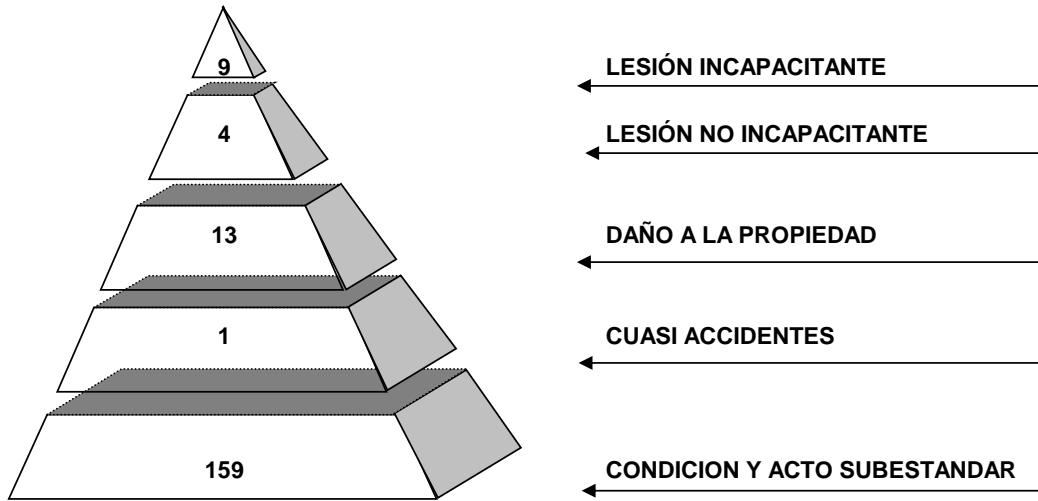 9
LESIÓN INCAPACITANTE
4
LESIÓN NO INCAPACITANTE
13
DAÑO A LA PROPIEDAD
1
CUASI ACCIDENTES
159
CONDICION Y ACTO SUBESTANDAR